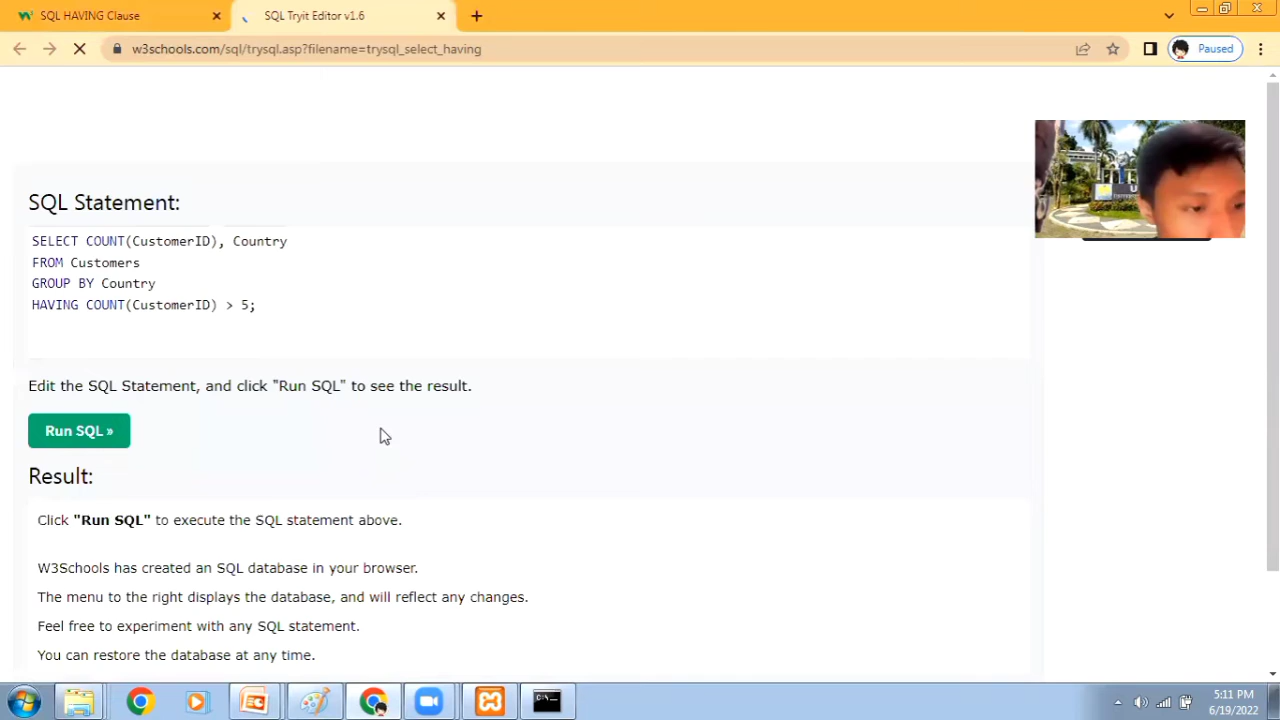 SQL HAVING Clause
SQL Tryit Editor v1.6
w3schools.com/sql/trysql.asp?filename=trysql_select_having
Paused
SQL Statement:
SELECT COUNT(CustomerID), Country
FROM Customers
GROUP BY Country
HAVING COUNT(CustomerID) > 5;
Edit the SQL Statement, and click "Run SQL" to see the result.
Run SQL »
Result:
Click "Run SQL" to execute the SQL statement above.
W3Schools has created an SQL database in your browser.
The menu to the right displays the database, and will reflect any changes.
Feel free to experiment with any SQL statement.
You can restore the database at any time.
5:11 PM
6/19/2022